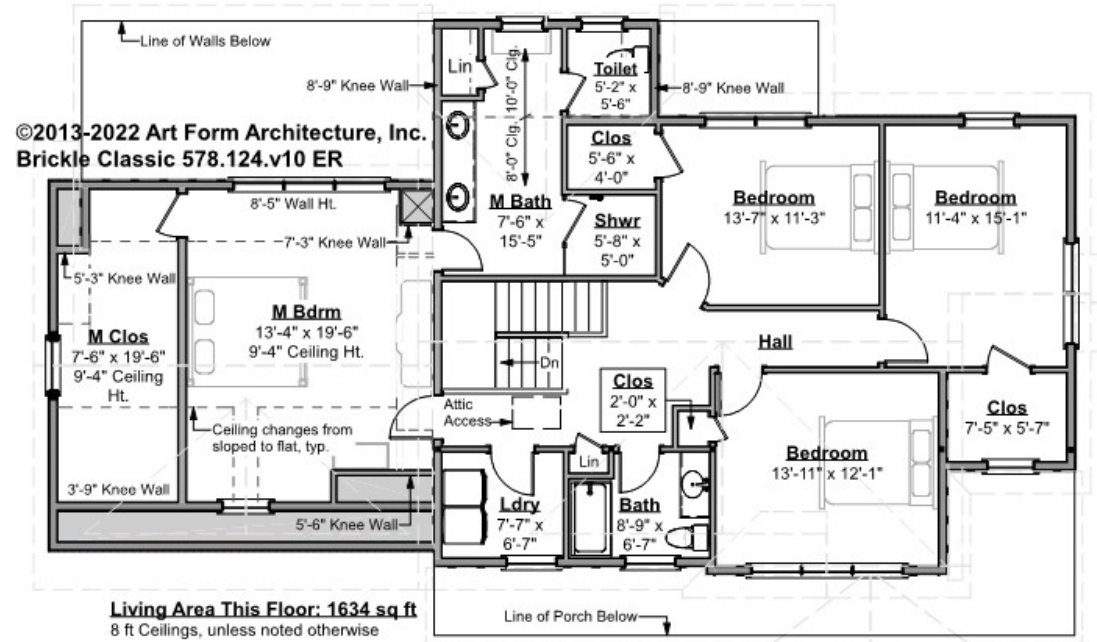 Line of Walls Below
©2013-2022 Art Form Architecture, Inc.
Brickle Classic 578.124.v10 ER
8'-9" Knee Wall
Lin
8'-0" Clg. 10'-0" Clg.
Toilet
5'-2" x
5'-6"
8'-9" Knee Wall
Clos
5'-6" x
4'-0"
M Bath
7'-6" x
15'-5"
Shwr
5'-8" x
5'-0"
Bedroom
13'-7" x 11'-3"
Bedroom
11'-4" x 15'-1"
8'-5" Wall Ht.
7'-3" Knee Wall
5'-3" Knee Wall
M Clos
7'-6" x 19'-6"
9'-4" Ceiling
Ht.
M Bdrm
13'-4" x 19'-6"
9'-4" Ceiling Ht.
Ceiling changes from
sloped to flat, typ.
3'-9" Knee Wall
5'-6" Knee Wall
Dn
Hall
Attic
Access
Clos
2'-0" x
2'-2"
Lin
Ldry
7'-7" x
6'-7"
Bath
8'-9" x
6'-7"
Bedroom
13'-11" x 12'-1"
Clos
7'-5" x 5'-7"
Living Area This Floor: 1634 sq ft
8 ft Ceilings, unless noted otherwise
Line of Porch Below